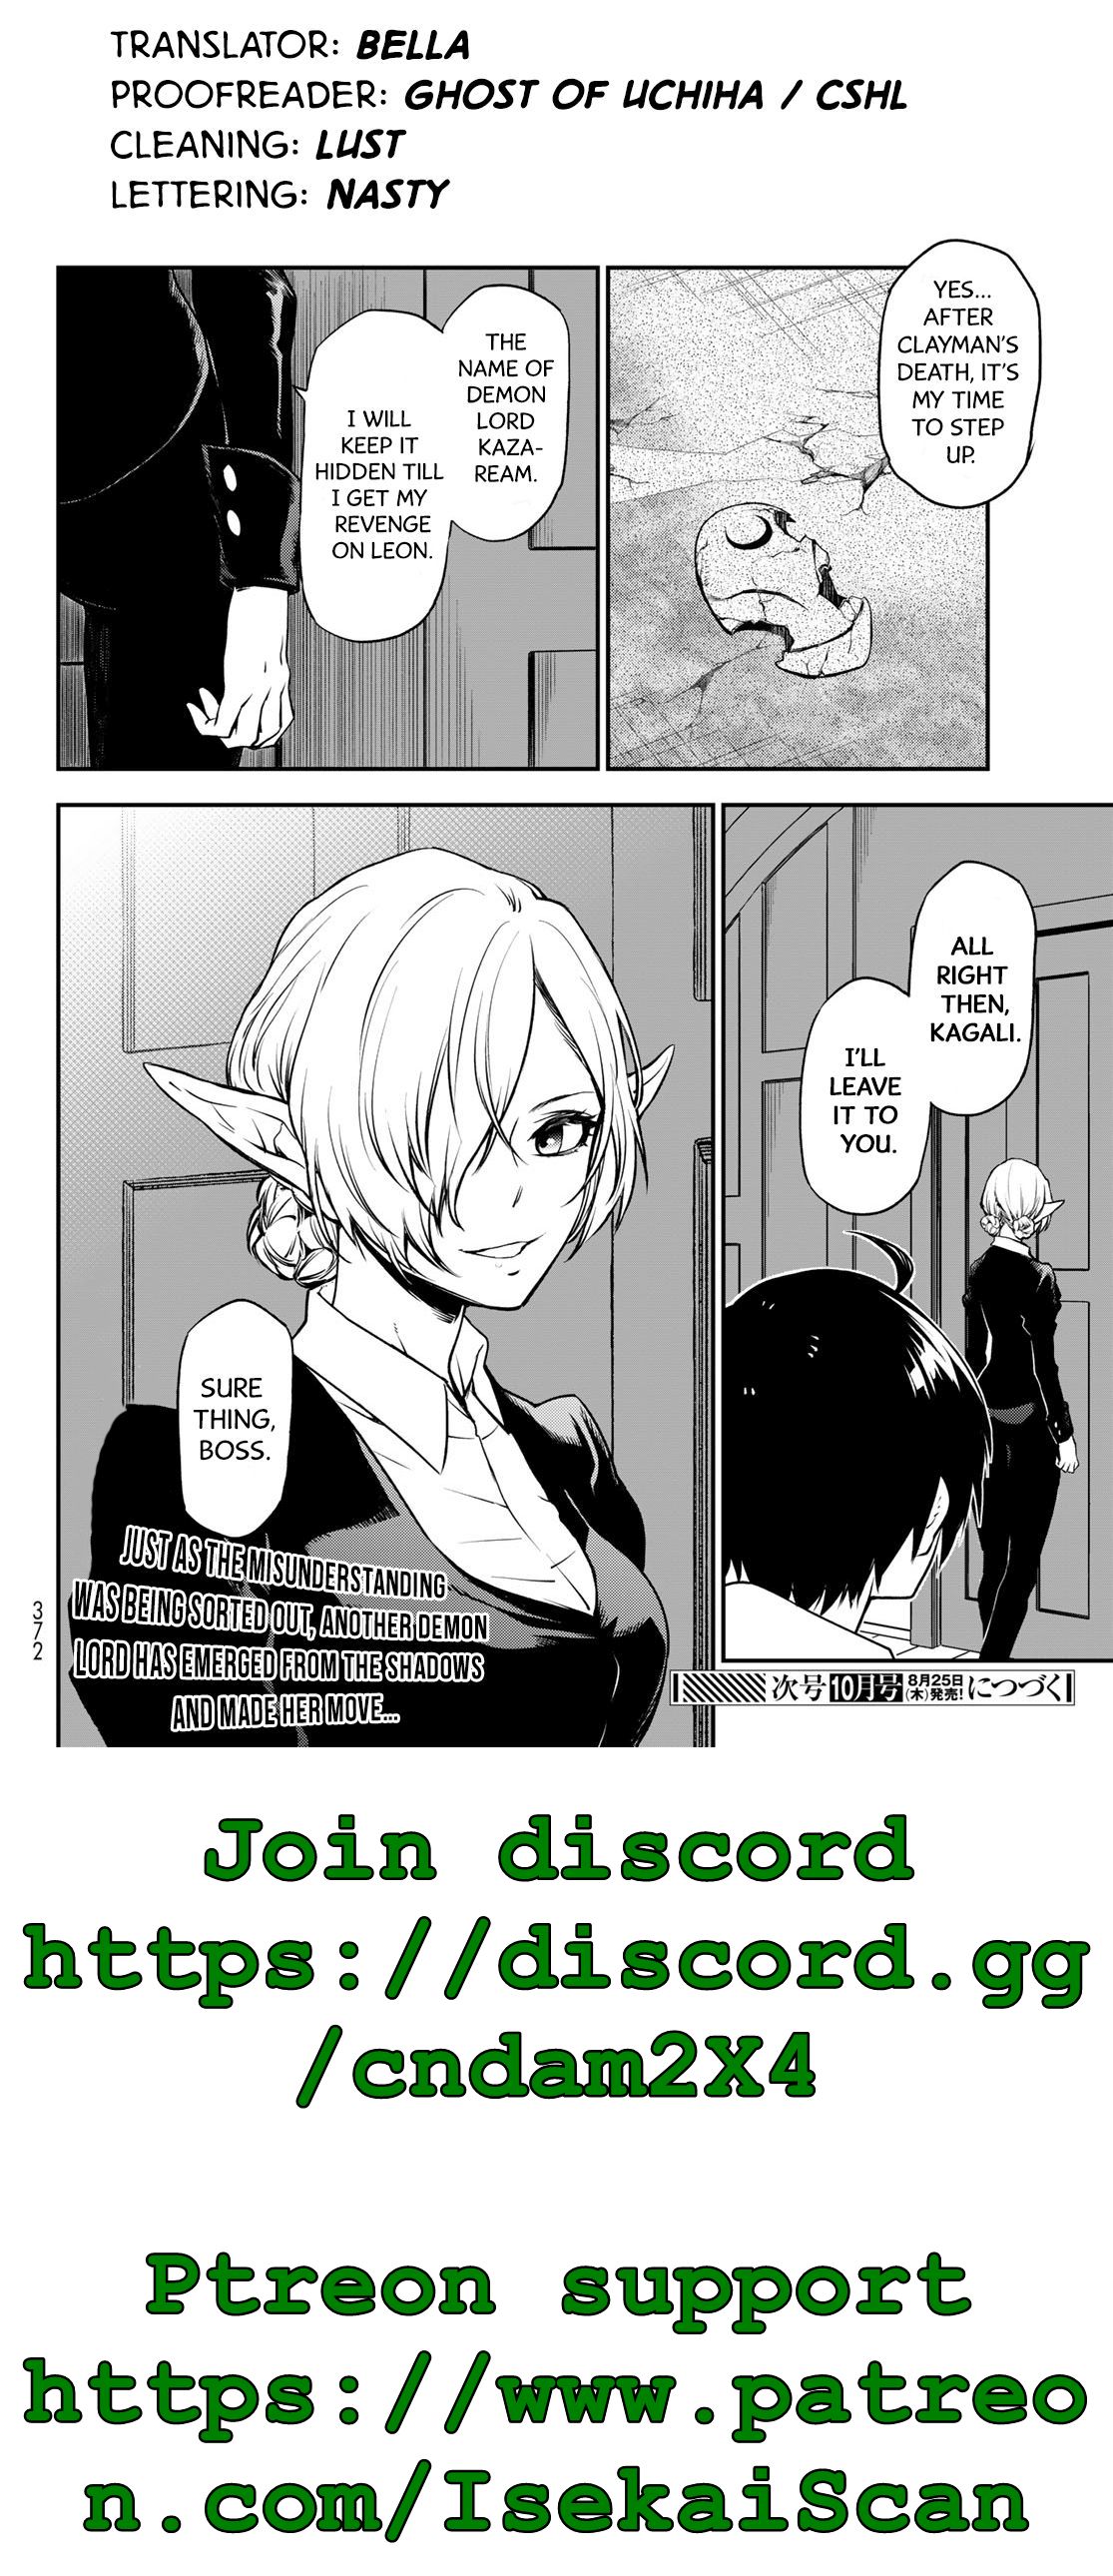 TRANSLATOR: BELLA
PROOFREADER: GHOST OF UCHIHA / CSHL
CLEANING: LUST
LETTERING: NASTY
YES...
AFTER
CLAYMAN'S
DEATH, IT'S
MY TIME
TO STEP
UP.
THE
NAME OF
DEMON
LORD
KAZA-
REAM.
I WILL
KEEP IT
HIDDEN TILL
I GET MY
REVENGE
ON LEON.
ALL
RIGHT
THEN,
KAGALI.
I'LL
LEAVE
IT TO
YOU.
SURE
THING,
BOSS.
JUST AS THE MISUNDERSTANDING
WAS BEING SORTED OUT, ANOTHER DEMON
LORD HAS EMERGED FROM THE SHADOWS
AND MADE HER MOVE...
372
次号10月号8月25日(木)発売!につづく
Join discord
https://discord.gg
/cndam2X4
Ptreon support
https://www.patreo
n.com/IsekaiScan